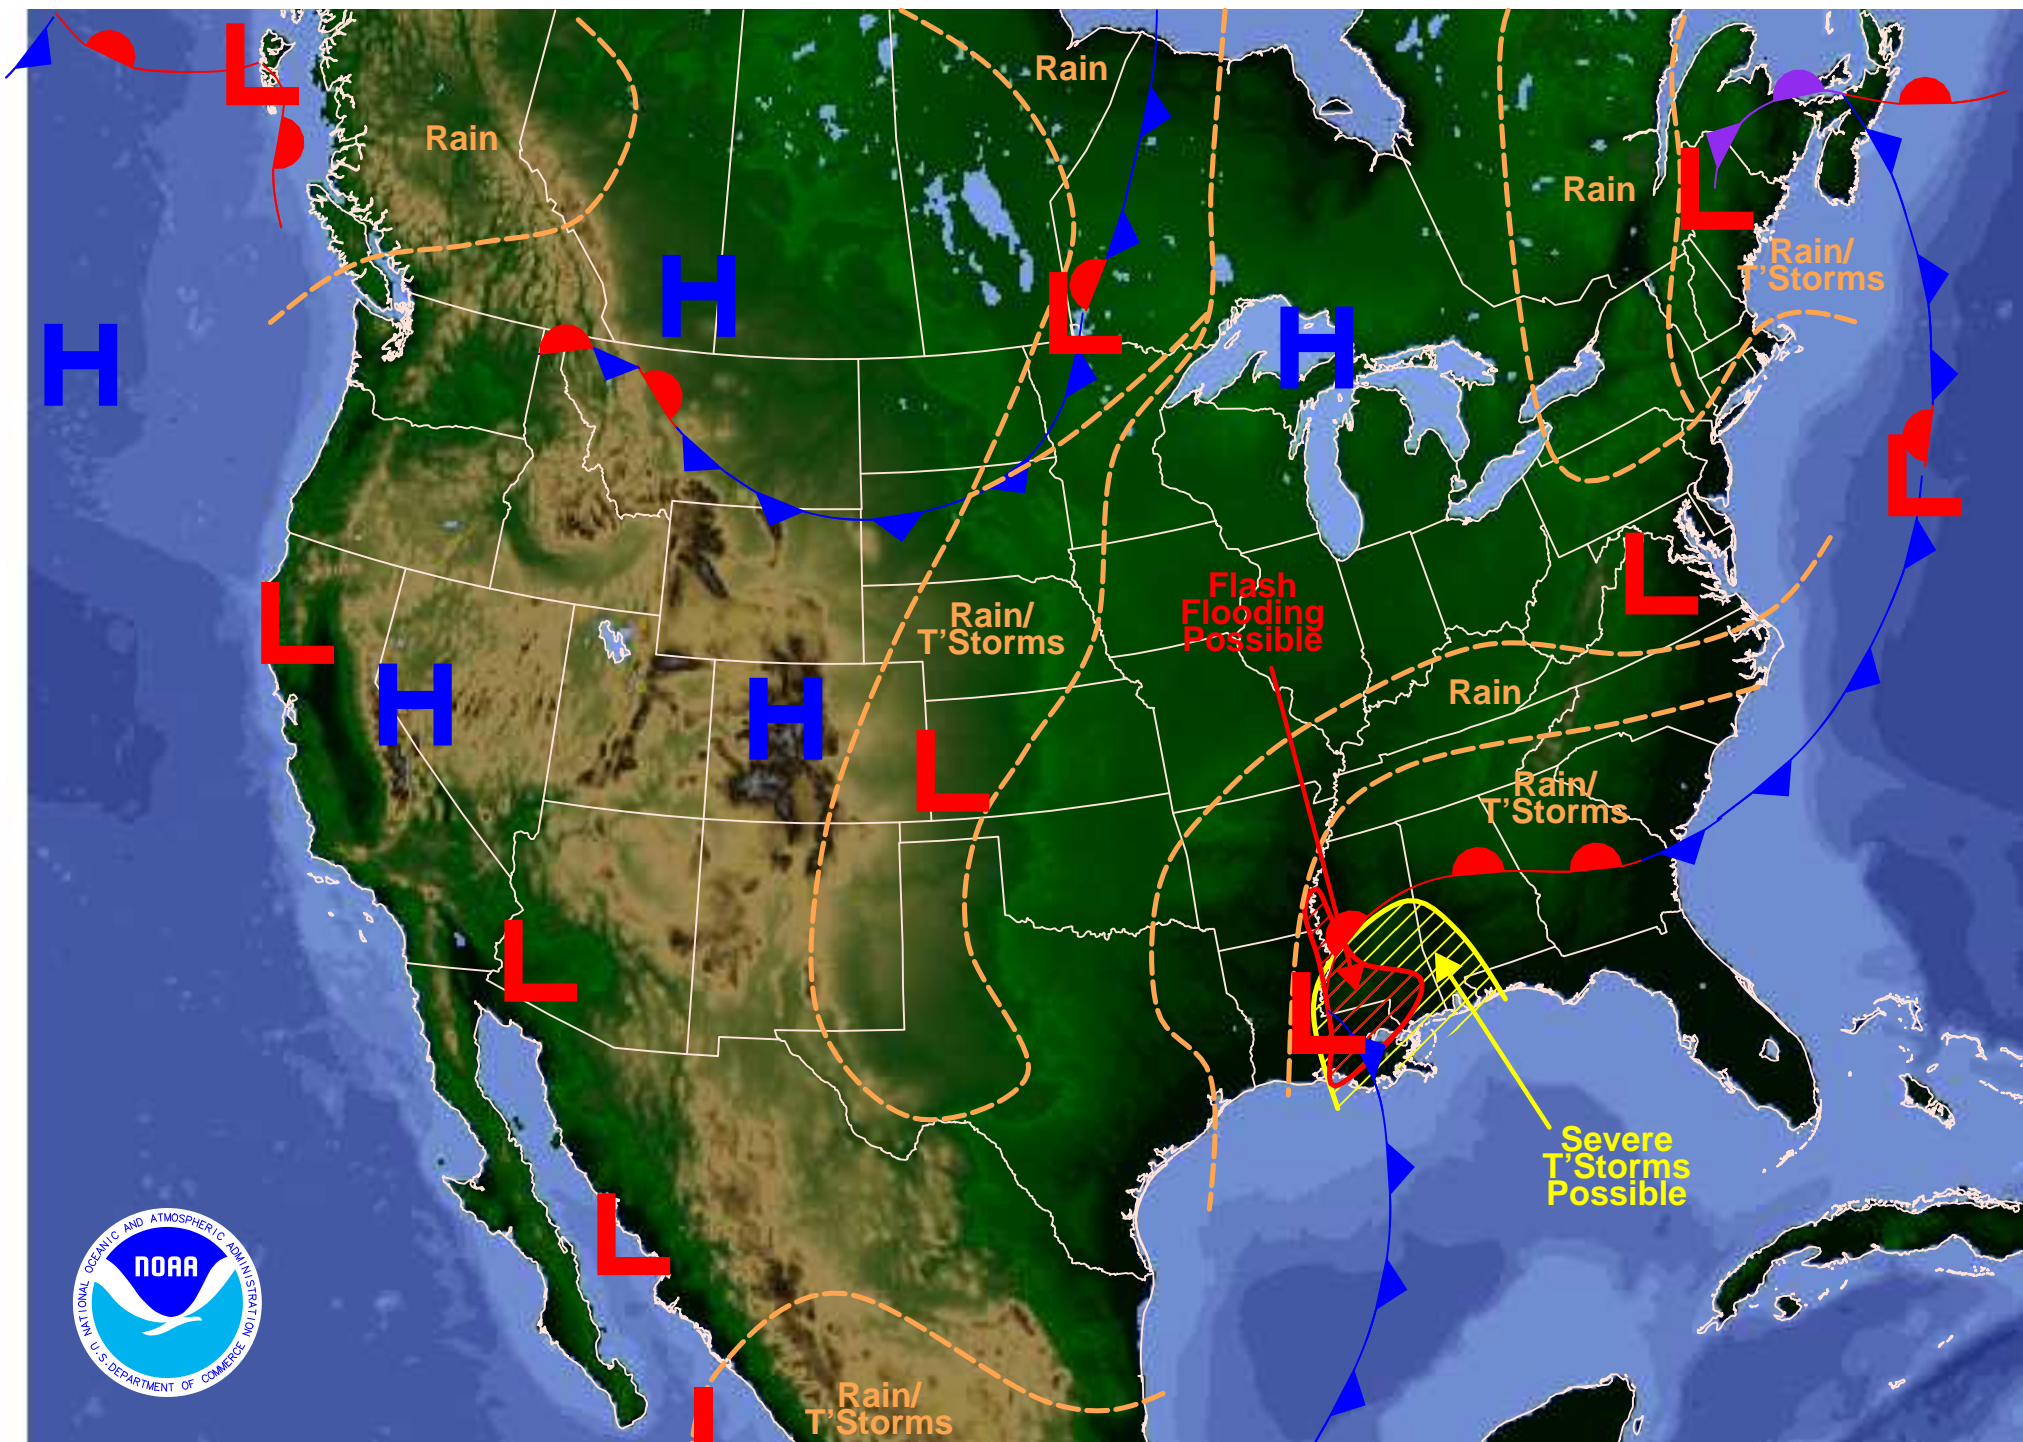 L
Rain
Rain
Rain
L
Rain/
T'Storms
H
L
H
H
H
L
L
Flash
Flooding
Possible
L
Rain/
T'Storms
L
H
H
Rain
L
Rain/
T'Storms
L
L
Severe
T'Storms
Possible
L
NATIONAL OCEANIC AND ATMOSPHERIC ADMINISTRATION
NOAA
U.S. DEPARTMENT OF COMMERCE
Rain/
T'Storms